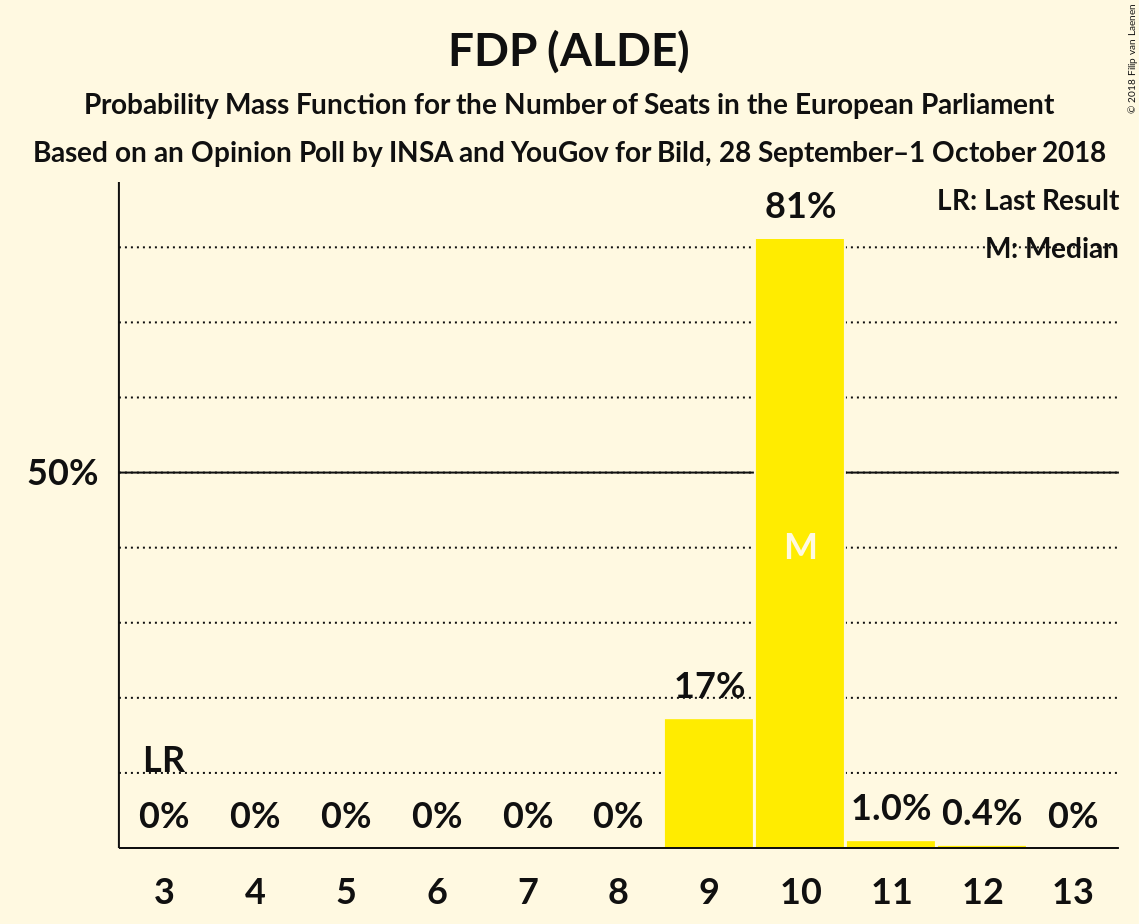 FDP (ALDE)
Probability Mass Function for the Number of Seats in the European Parliament
Based on an Opinion Poll by INSA and YouGov for Bild, 28 September–1 October 2018
© 2018 Filip van Laenen
LR: Last Result
M: Median
81%
50%
M
17%
LR
0% 0% 0% 0% 0% 0% 1.0% 0.4% 0%
3 4 5 6 7 8 9 10 11 12 13